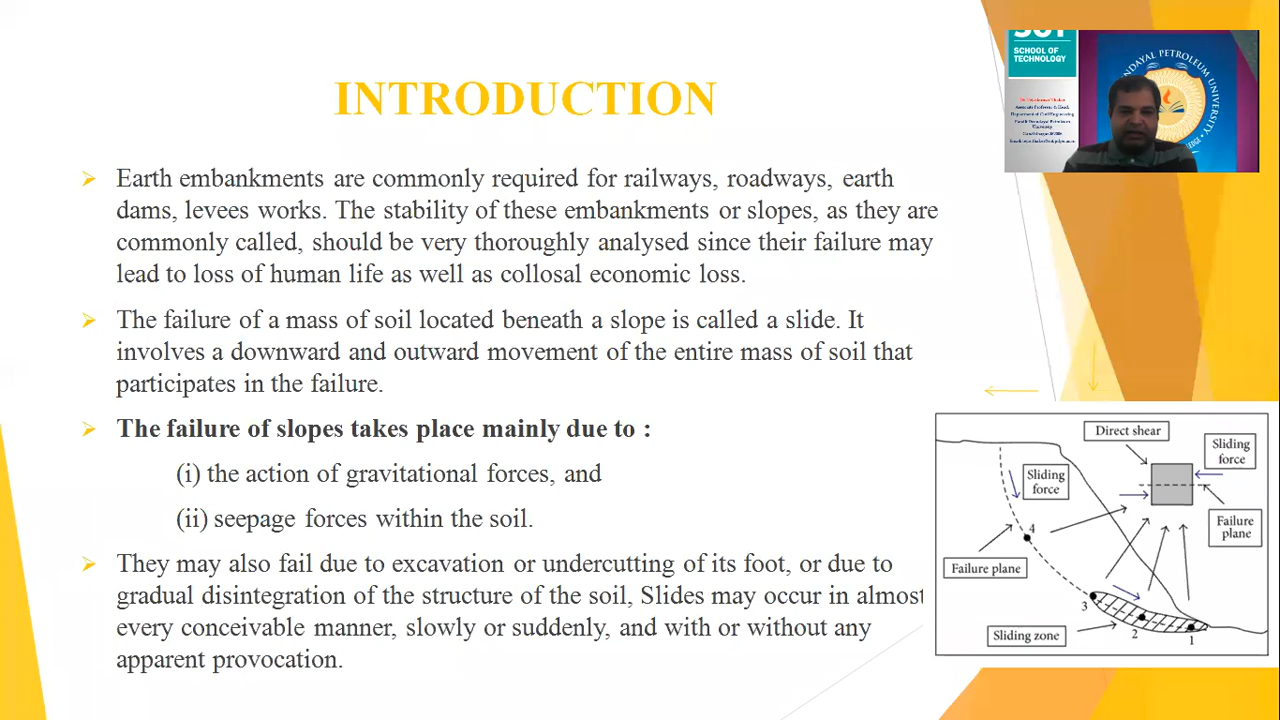 INTRODUCTION
Earth embankments are commonly required for railways, roadways, earth
dams, levees works. The stability of these embankments or slopes, as they are
commonly called, should be very thoroughly analysed since their failure may
lead to loss of human life as well as collosal economic loss.
The failure of a mass of soil located beneath a slope is called a slide. It
involves a downward and outward movement of the entire mass of soil that
participates in the failure.
The failure of slopes takes place mainly due to :
(i) the action of gravitational forces, and
(ii) seepage forces within the soil.
They may also fail due to excavation or undercutting of its foot, or due to
gradual disintegration of the structure of the soil, Slides may occur in almost
every conceivable manner, slowly or suddenly, and with or without any
apparent provocation.
SCHOOL OF
TECHNOLOGY
NDAYAL PETROLEUM UNIVERSITY
Direct shear
Sliding
force
Sliding
force
Failure
plane
4
Failure plane
3
Sliding zone
2
1